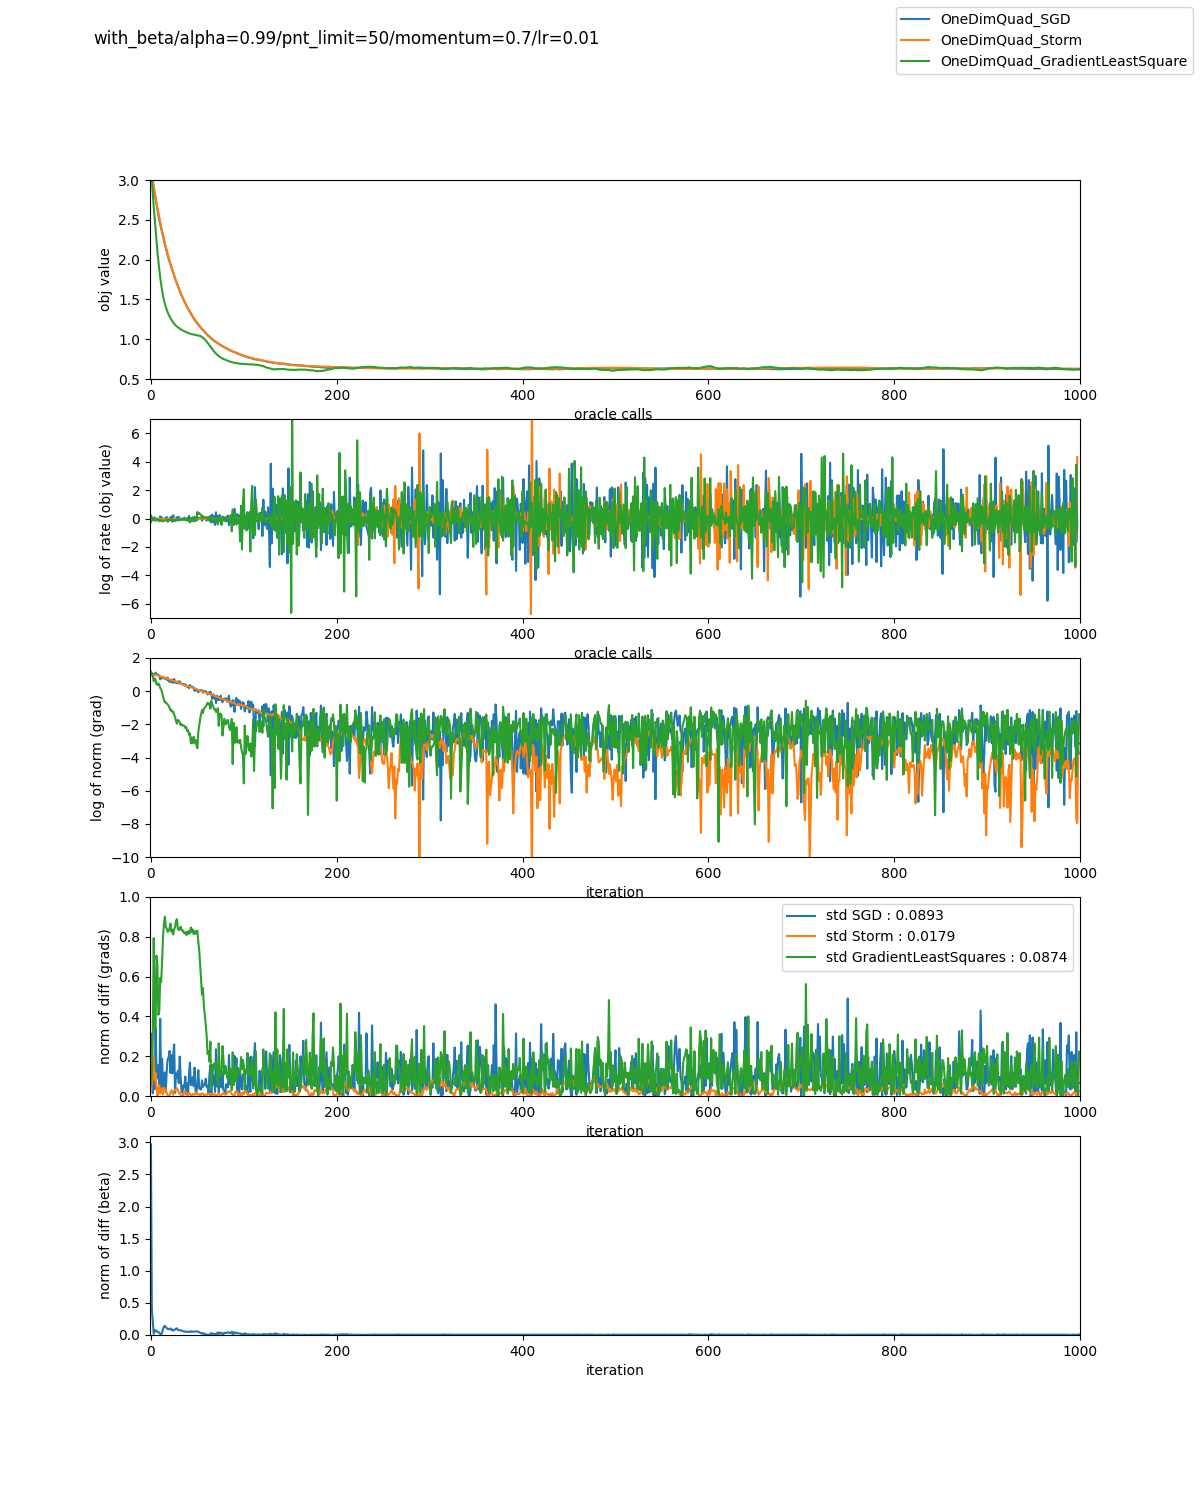 with_beta/alpha=0.99/pnt_limit=50/momentum=0.7/lr=0.01
OneDimQuad_SGD
OneDimQuad_Storm
OneDimQuad_GradientLeastSquare
3.0
2.5
2.0
1.5
1.0
0.5
obj value
0 200 400 600 800 1000
oracle calls
6
4
2
0
−2
−4
−6
log of rate (obj value)
0 200 400 600 800 1000
oracle calls
2
0
−2
−4
−6
−8
−10
log of norm (grad)
0 200 400 600 800 1000
iteration
1.0
0.8
0.6
0.4
0.2
0.0
norm of diff (grads)
std SGD : 0.0893
std Storm : 0.0179
std GradientLeastSquares : 0.0874
0 200 400 600 800 1000
iteration
3.0
2.5
2.0
1.5
1.0
0.5
0.0
norm of diff (beta)
0 200 400 600 800 1000
iteration